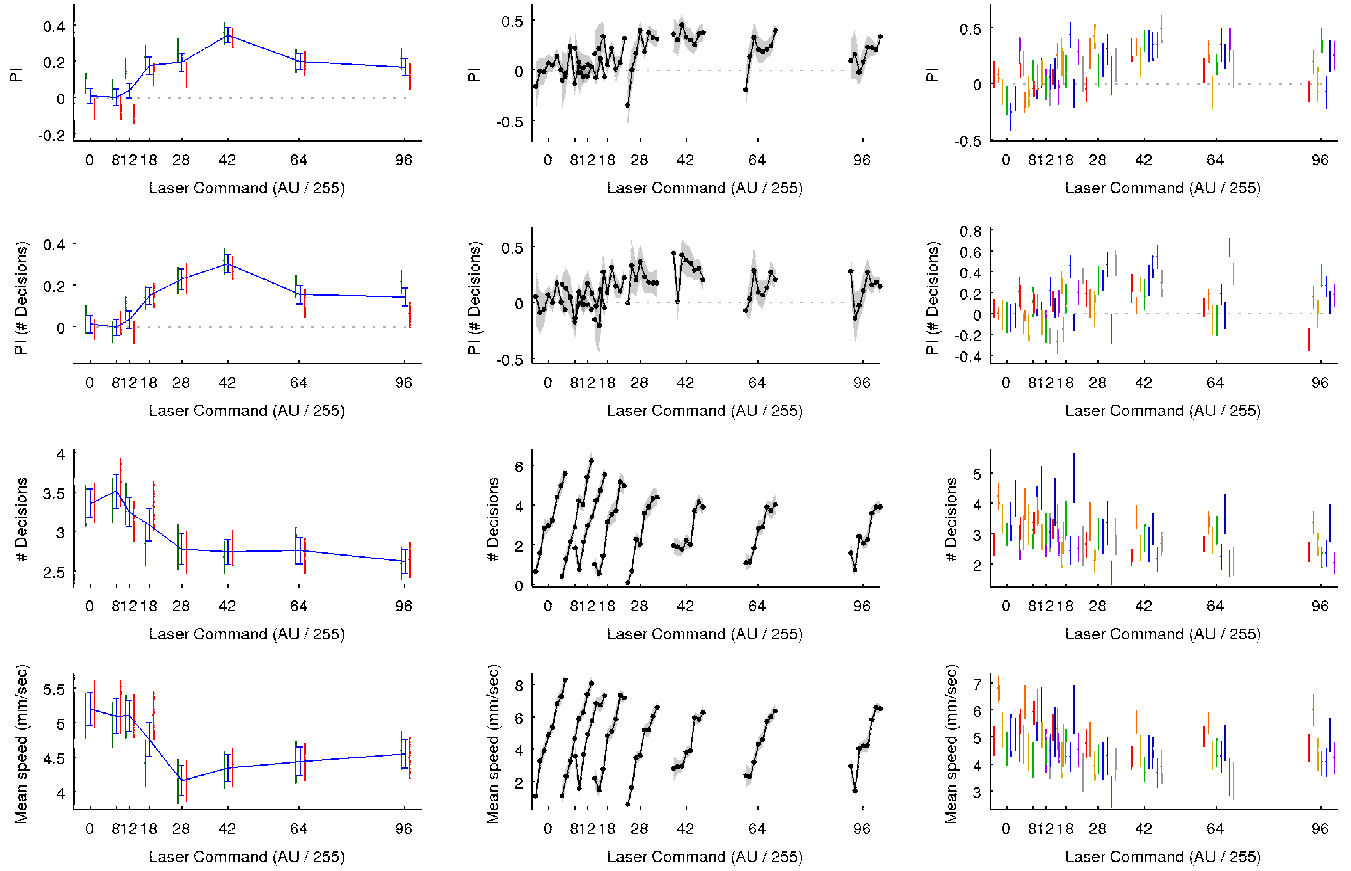 PI
0.4
0.2
0
-0.2
0 8 12 18 28 42 64 96
Laser Command (AU / 255)
PI
0.5
0
-0.5
0 8 12 18 28 42 64 96
Laser Command (AU / 255)
PI
0.5
0
-0.5
0 8 12 18 28 42 64 96
Laser Command (AU / 255)
PI (# Decisions)
0.4
0.2
0
0 8 12 18 28 42 64 96
Laser Command (AU / 255)
PI (# Decisions)
0.5
0
-0.5
0 8 12 18 28 42 64 96
Laser Command (AU / 255)
PI (# Decisions)
0.8
0.6
0.4
0.2
0
-0.2
-0.4
0 8 12 18 28 42 64 96
Laser Command (AU / 255)
# Decisions
4
3.5
3
2.5
0 8 12 18 28 42 64 96
Laser Command (AU / 255)
# Decisions
6
4
2
0
0 8 12 18 28 42 64 96
Laser Command (AU / 255)
# Decisions
5
4
3
2
0 8 12 18 28 42 64 96
Laser Command (AU / 255)
Mean speed (mm/sec)
5.5
5
4.5
4
0 8 12 18 28 42 64 96
Laser Command (AU / 255)
Mean speed (mm/sec)
8
6
4
2
0 8 12 18 28 42 64 96
Laser Command (AU / 255)
Mean speed (mm/sec)
7
6
5
4
3
0 8 12 18 28 42 64 96
Laser Command (AU / 255)